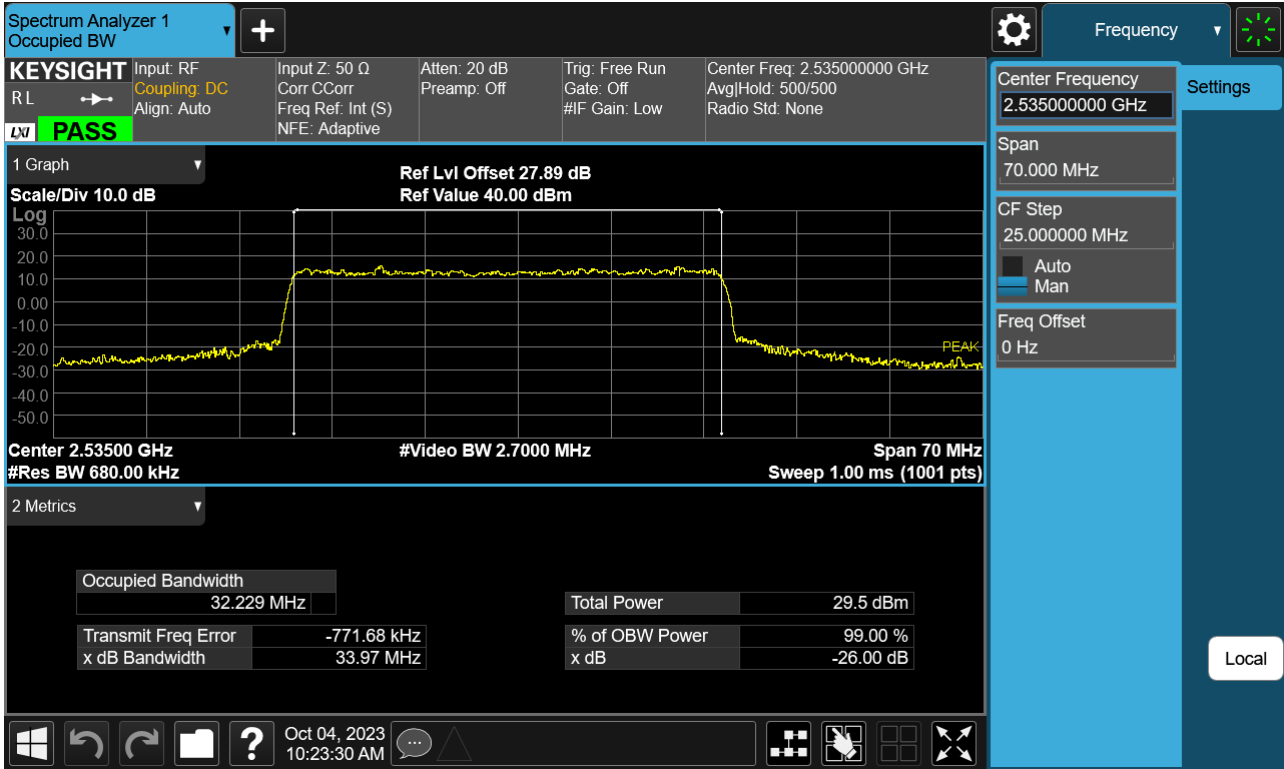 Spectrum Analyzer 1
Occupied BW
Frequency
KEYSIGHT
R L
LXI
PASS
Input: RF
Coupling: DC
Align: Auto
Input Z: 50 Ω
Corr CCorr
Freq Ref: Int (S)
NFE: Adaptive
Atten: 20 dB
Preamp: Off
Trig: Free Run
Gate: Off
#IF Gain: Low
Center Freq: 2.535000000 GHz
Avg|Hold: 500/500
Radio Std: None
Center Frequency
2.535000000 GHz
Settings
Span
70.000 MHz
CF Step
25.000000 MHz
Auto
Man
Freq Offset
0 Hz
Local
1 Graph
Scale/Div 10.0 dB
Ref Lvl Offset 27.89 dB
Ref Value 40.00 dBm
Log
30.0
20.0
10.0
0.00
-10.0
-20.0
-30.0
-40.0
-50.0
PEAK
Center 2.53500 GHz
#Video BW 2.7000 MHz
Span 70 MHz
#Res BW 680.00 kHz
Sweep 1.00 ms (1001 pts)
2 Metrics
Occupied Bandwidth
32.229 MHz
Total Power 29.5 dBm
Transmit Freq Error -771.68 kHz
% of OBW Power 99.00 %
x dB Bandwidth 33.97 MHz
x dB -26.00 dB
?
Oct 04, 2023
10:23:30 AM